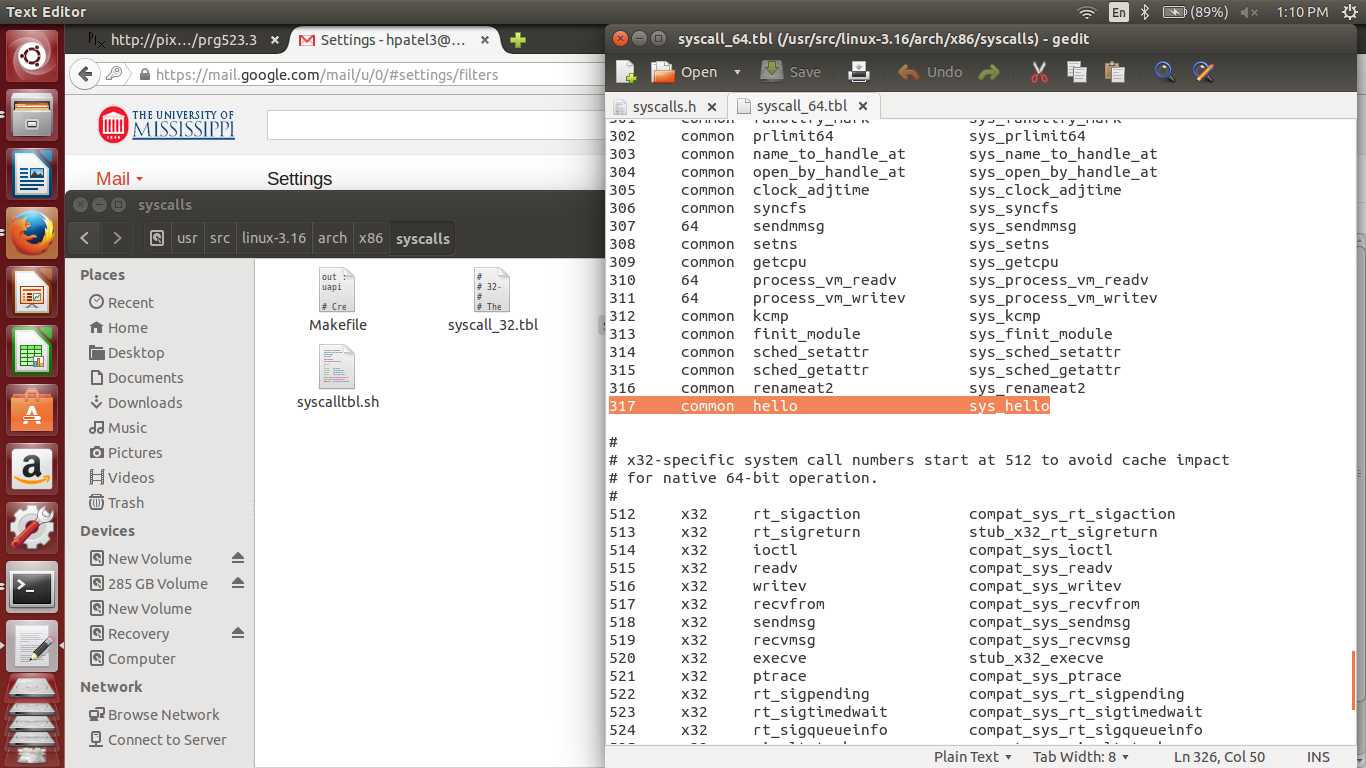 Text Editor
En
(89%)
1:10 PM
http://pix.../prg523.3
Settings - hpatel3@...
https://mail.google.com/mail/u/0/#settings/filters
THE UNIVERSITY OF
MISSISSIPPI
Mail
Settings
syscalls
usr src linux-3.16 arch x86 syscalls
Places
Recent
Home
Desktop
Documents
Downloads
Music
Pictures
Videos
Trash
Devices
New Volume
285 GB Volume
New Volume
Recovery
Computer
Network
Browse Network
Connect to Server
out :
uapi
# Cre
Makefile
#
# 32-
#
# The
syscall_32.tbl
syscalltbl.sh
syscall_64.tbl (/usr/src/linux-3.16/arch/x86/syscalls) - gedit
Open Save Undo
syscalls.h syscall_64.tbl
302 common prlimit64 sys_prlimit64
303 common name_to_handle_at sys_name_to_handle_at
304 common open_by_handle_at sys_open_by_handle_at
305 common clock_adjtime sys_clock_adjtime
306 common syncfs sys_syncfs
307 64 sendmmsg sys_sendmmsg
308 common setns sys_setns
309 common getcpu sys_getcpu
310 64 process_vm_readv sys_process_vm_readv
311 64 process_vm_writev sys_process_vm_writev
312 common kcmp sys_kcmp
313 common finit_module sys_finit_module
314 common sched_setattr sys_sched_setattr
315 common sched_getattr sys_sched_getattr
316 common renameat2 sys_renameat2
317 common hello sys_hello
#
# x32-specific system call numbers start at 512 to avoid cache impact
# for native 64-bit operation.
#
512 x32 rt_sigaction compat_sys_rt_sigaction
513 x32 rt_sigreturn stub_x32_rt_sigreturn
514 x32 ioctl compat_sys_ioctl
515 x32 readv compat_sys_readv
516 x32 writev compat_sys_writev
517 x32 recvfrom compat_sys_recvfrom
518 x32 sendmsg compat_sys_sendmsg
519 x32 recvmsg compat_sys_recvmsg
520 x32 execve stub_x32_execve
521 x32 ptrace compat_sys_ptrace
522 x32 rt_sigpending compat_sys_rt_sigpending
523 x32 rt_sigtimedwait compat_sys_rt_sigtimedwait
524 x32 rt_sigqueueinfo compat_sys_rt_sigqueueinfo
Plain Text Tab Width: 8 Ln 326, Col 50 INS